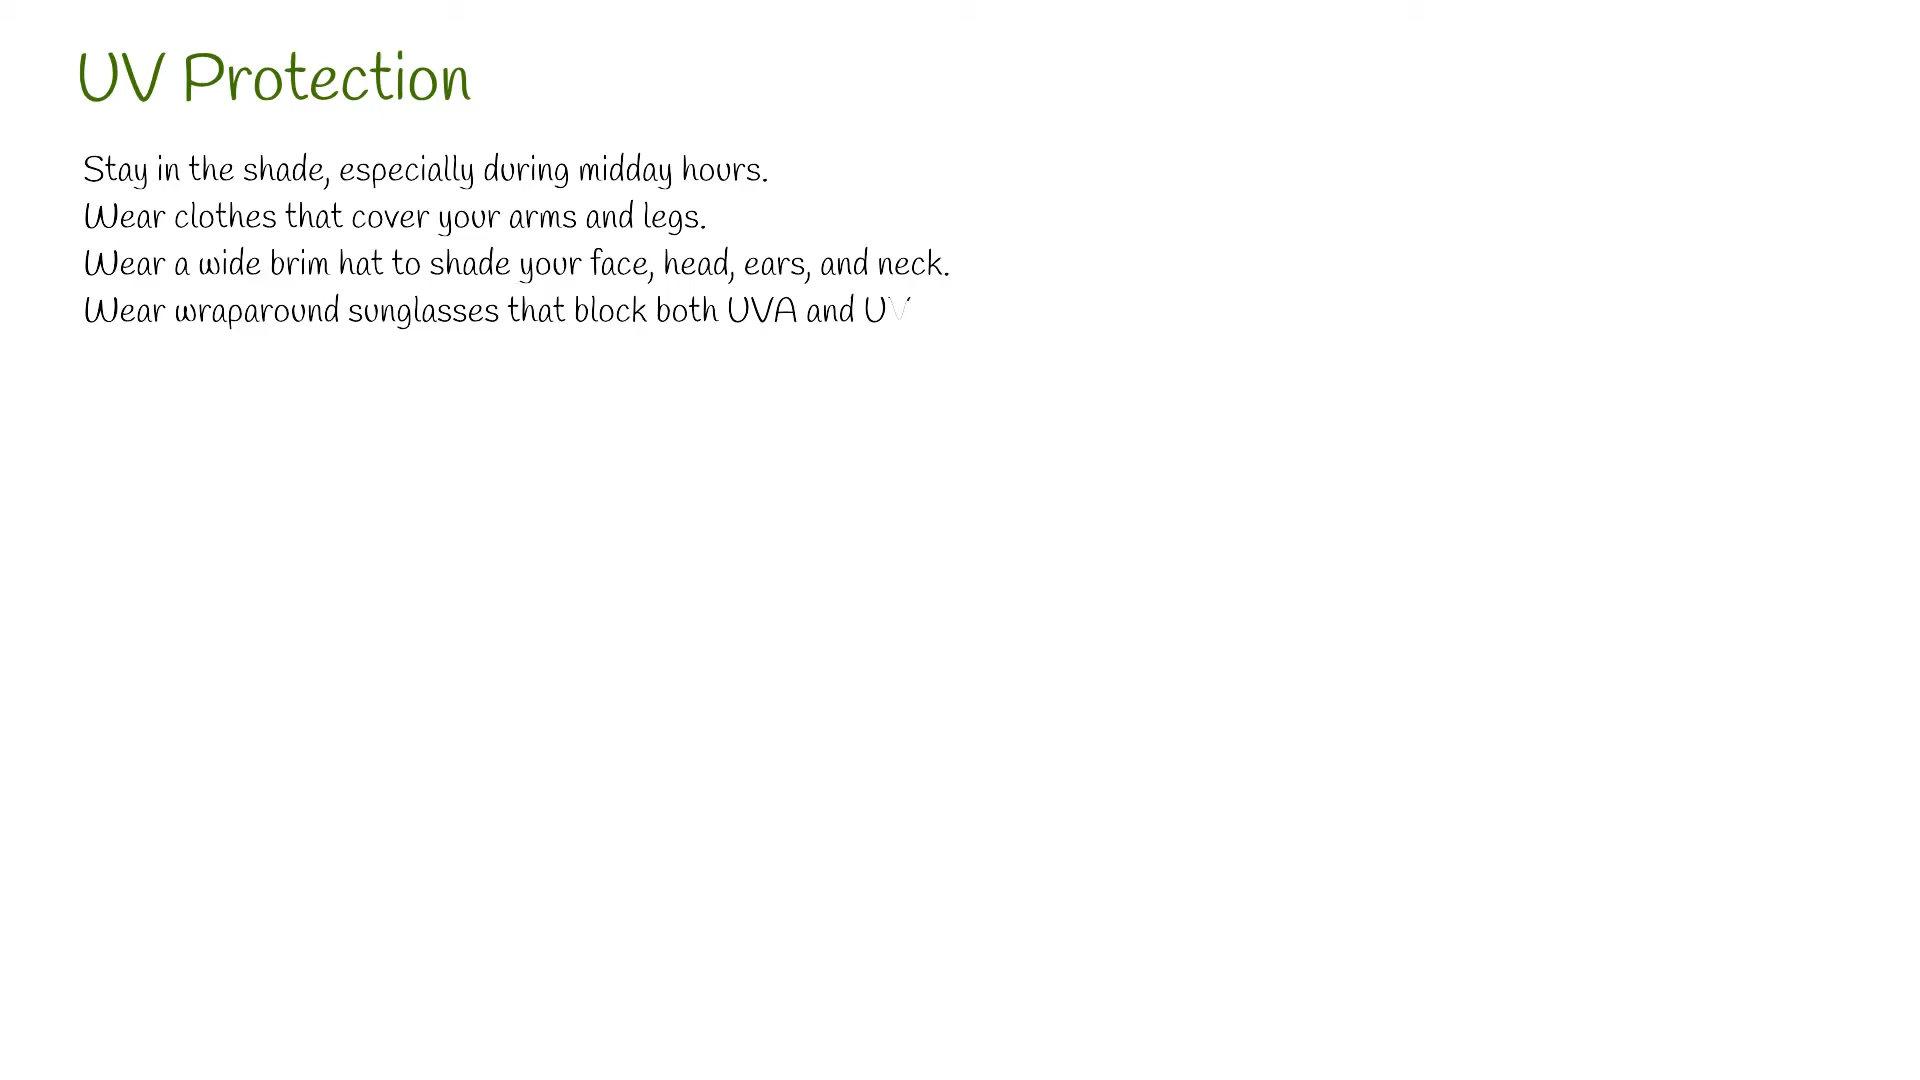 UV Protection
Stay in the shade, especially during midday hours.
Wear clothes that cover your arms and legs.
Wear a wide brim hat to shade your face, head, ears, and neck.
Wear wraparound sunglasses that block both UVA and UV